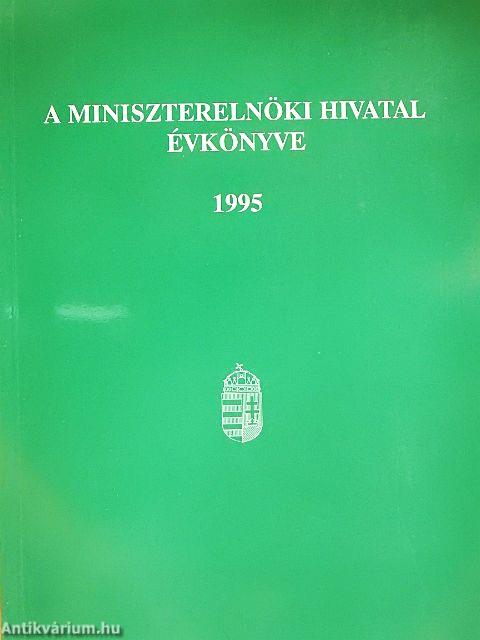 A MINISZTERELNÖKI HIVATAL
ÉVKÖNYVE
1995
Antikvárium.hu